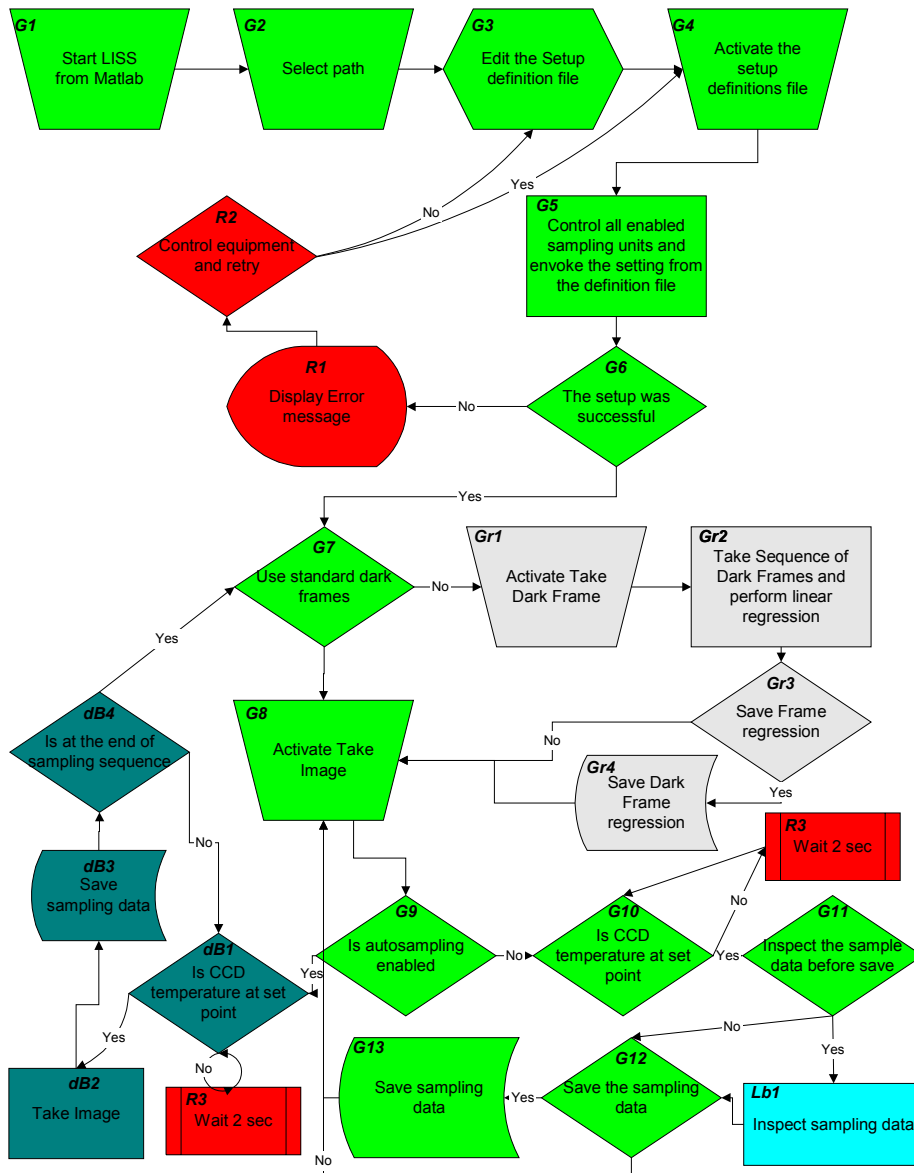 G1
Start LISS
from Matlab
G2
Select path
G3
Edit the Setup
definition file
G4
Activate the
setup
definitions file
No
Yes
R2
Control equipment
and retry
G5
Control all enabled
sampling units and
envoke the setting from
the definition file
R1
Display Error
message
No
G6
The setup was
successful
Yes
G7
Use standard dark
frames
No
Gr1
Activate Take
Dark Frame
Gr2
Take Sequence of
Dark Frames and
perform linear
regression
Yes
Gr3
Save Frame
regression
No
Yes
Gr4
Save Dark
Frame
regression
dB4
Is at the end of
sampling sequence
G8
Activate Take
Image
No
R3
Wait 2 sec
dB3
Save
sampling data
G9
Is autosampling
enabled
No
G10
Is CCD
temperature at set
point
No
Yes
G11
Inspect the sample
data before save
dB1
Is CCD
temperature at set
point
Yes
Yes
No
No
Yes
dB2
Take Image
R3
Wait 2 sec
G13
Save sampling
data
Yes
G12
Save the sampling
data
Lb1
Inspect sampling data
No